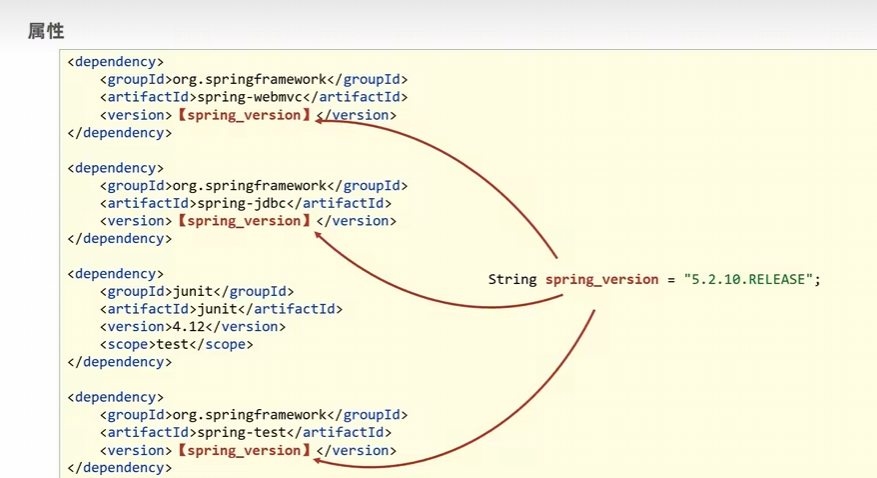 属性
<dependency>
    <groupId>org.springframework</groupId>
    <artifactId>spring-webmvc</artifactId>
    <version>【spring_version】</version>
</dependency>
<dependency>
    <groupId>org.springframework</groupId>
    <artifactId>spring-jdbc</artifactId>
    <version>【spring_version】</version>
</dependency>
String spring_version = "5.2.10.RELEASE";
<dependency>
    <groupId>junit</groupId>
    <artifactId>junit</artifactId>
    <version>4.12</version>
    <scope>test</scope>
</dependency>
<dependency>
    <groupId>org.springframework</groupId>
    <artifactId>spring-test</artifactId>
    <version>【spring_version】</version>
</dependency>